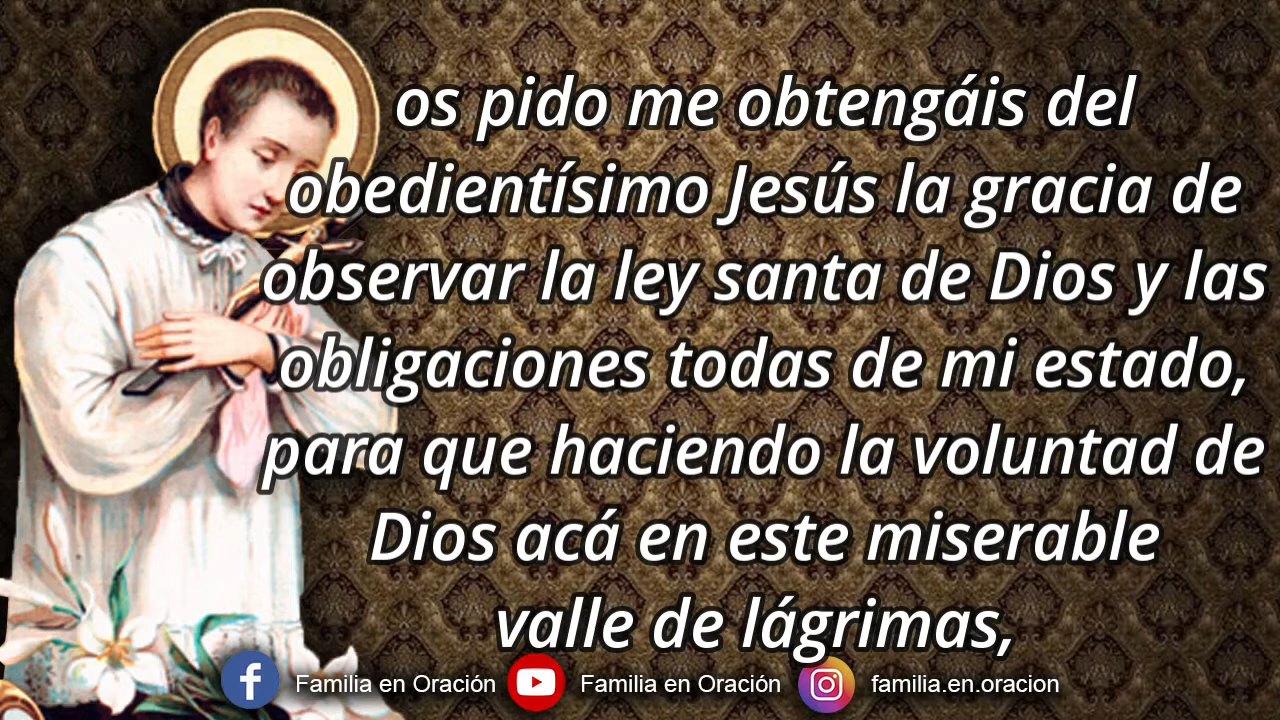 os pido me obtengáis del
obedientísimo Jesús la gracia de
observar la ley santa de Dios y las
obligaciones todas de mi estado,
para que haciendo la voluntad de
Dios acá en este miserable
valle de lágrimas,
Familia en Oración Familia en Oración familia.en.oracion